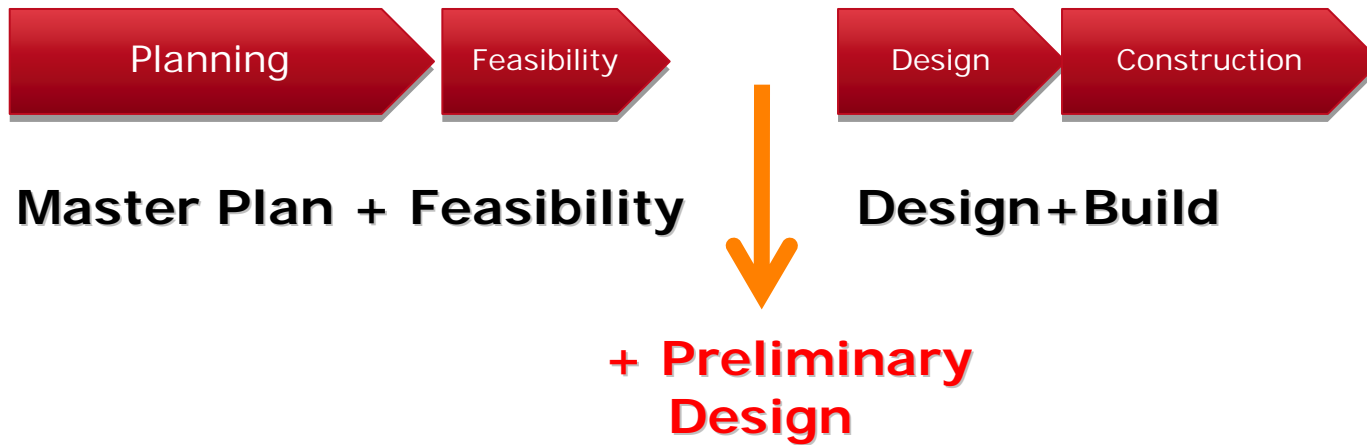 Planning
Feasibility
Design
Construction
Master Plan + Feasibility
Design+Build
+ Preliminary
Design